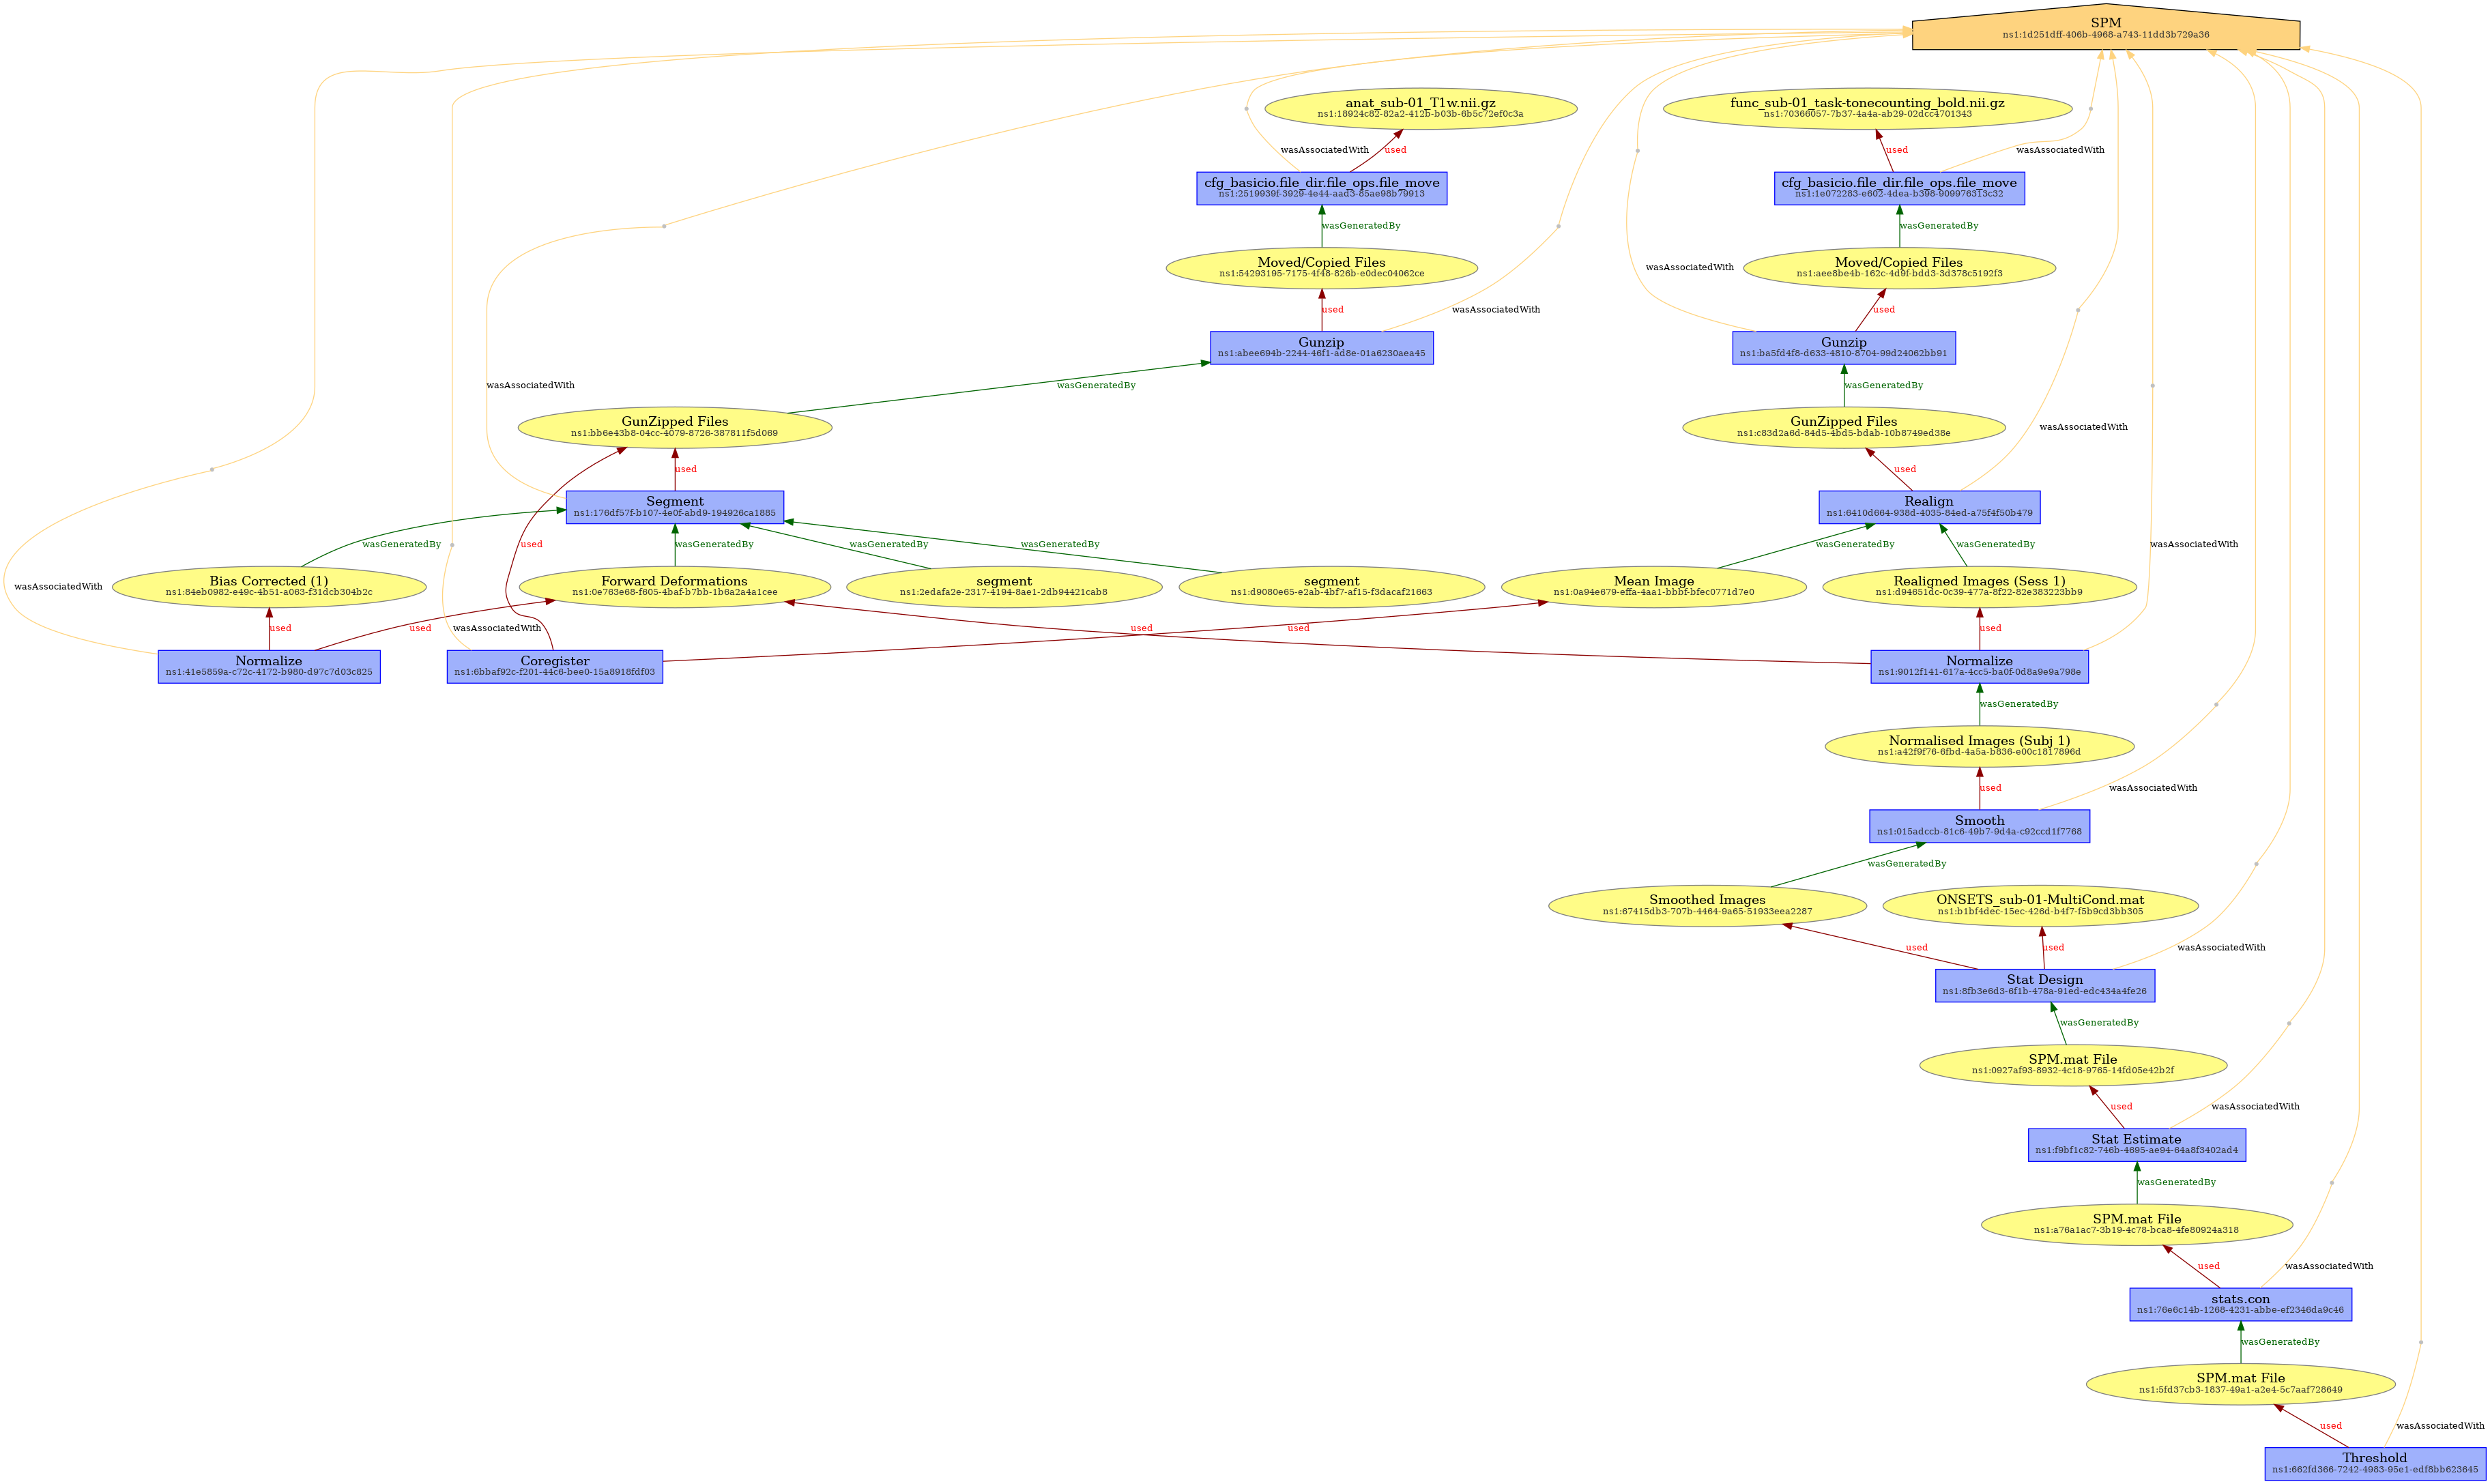 SPM
ns1:1d251dff-406b-4968-a743-11dd3b729a36
anat_sub-01_T1w.nii.gz
ns1:18924c82-82a2-412b-b03b-6b5c72ef0c3a
func_sub-01_task-tonecounting_bold.nii.gz
ns1:70366057-7b37-4a4a-ab29-02dcc4701343
wasAssociatedWith
used
used
wasAssociatedWith
cfg_basicio.file_dir.file_ops.file_move
ns1:2519939f-3929-4e44-aad3-85ae98b79913
cfg_basicio.file_dir.file_ops.file_move
ns1:1e072283-e602-4dea-b398-909976313c32
wasGeneratedBy
wasGeneratedBy
Moved/Copied Files
ns1:54293195-7175-4f48-826b-e0dec04062ce
wasAssociatedWith
Moved/Copied Files
ns1:aee8be4b-162c-4d9f-bdd3-3d378c5192f3
used
wasAssociatedWith
used
Gunzip
ns1:abee694b-2244-46f1-ad8e-01a6230aea45
Gunzip
ns1:ba5fd4f8-d633-4810-8704-99d24062bb91
wasAssociatedWith
wasGeneratedBy
wasGeneratedBy
GunZipped Files
ns1:bb6e43b8-04cc-4079-8726-387811f5d069
GunZipped Files
ns1:c83d2a6d-84d5-4bd5-bdab-10b8749ed38e
wasAssociatedWith
used
used
Segment
ns1:176df57f-b107-4e0f-abd9-194926ca1885
Realign
ns1:6410d664-938d-4035-84ed-a75f4f50b479
wasGeneratedBy
used
wasGeneratedBy
wasGeneratedBy
wasGeneratedBy
wasGeneratedBy
wasGeneratedBy
wasAssociatedWith
wasAssociatedWith
Bias Corrected (1)
ns1:84eb0982-e49c-4b51-a063-f31dcb304b2c
Forward Deformations
ns1:0e763e68-f605-4baf-b7bb-1b6a2a4a1cee
segment
ns1:2edafa2e-2317-4194-8ae1-2db94421cab8
segment
ns1:d9080e65-e2ab-4bf7-af15-f3dacaf21663
Mean Image
ns1:0a94e679-effa-4aa1-bbbf-bfec0771d7e0
Realigned Images (Sess 1)
ns1:d94651dc-0c39-477a-8f22-82e383223bb9
used
used
wasAssociatedWith
used
used
used
Normalize
ns1:41e5859a-c72c-4172-b980-d97c7d03c825
Coregister
ns1:6bbaf92c-f201-44c6-bee0-15a8918fdf03
Normalize
ns1:9012f141-617a-4cc5-ba0f-0d8a9e9a798e
wasGeneratedBy
Normalised Images (Subj 1)
ns1:a42f9f76-6fbd-4a5a-b836-e00c1817896d
used
wasAssociatedWith
Smooth
ns1:015adccb-81c6-49b7-9d4a-c92ccd1f7768
wasGeneratedBy
Smoothed Images
ns1:67415db3-707b-4464-9a65-51933eea2287
ONSETS_sub-01-MultiCond.mat
ns1:b1bf4dec-15ec-426d-b4f7-f5b9cd3bb305
used
used
wasAssociatedWith
Stat Design
ns1:8fb3e6d3-6f1b-478a-91ed-edc434a4fe26
wasGeneratedBy
SPM.mat File
ns1:0927af93-8932-4c18-9765-14fd05e42b2f
used
wasAssociatedWith
Stat Estimate
ns1:f9bf1c82-746b-4695-ae94-64a8f3402ad4
wasGeneratedBy
SPM.mat File
ns1:a76a1ac7-3b19-4c78-bca8-4fe80924a318
used
wasAssociatedWith
stats.con
ns1:76e6c14b-1268-4231-abbe-ef2346da9c46
wasGeneratedBy
SPM.mat File
ns1:5fd37cb3-1837-49a1-a2e4-5c7aaf728649
used
wasAssociatedWith
Threshold
ns1:662fd366-7242-4983-95e1-edf8bb623645